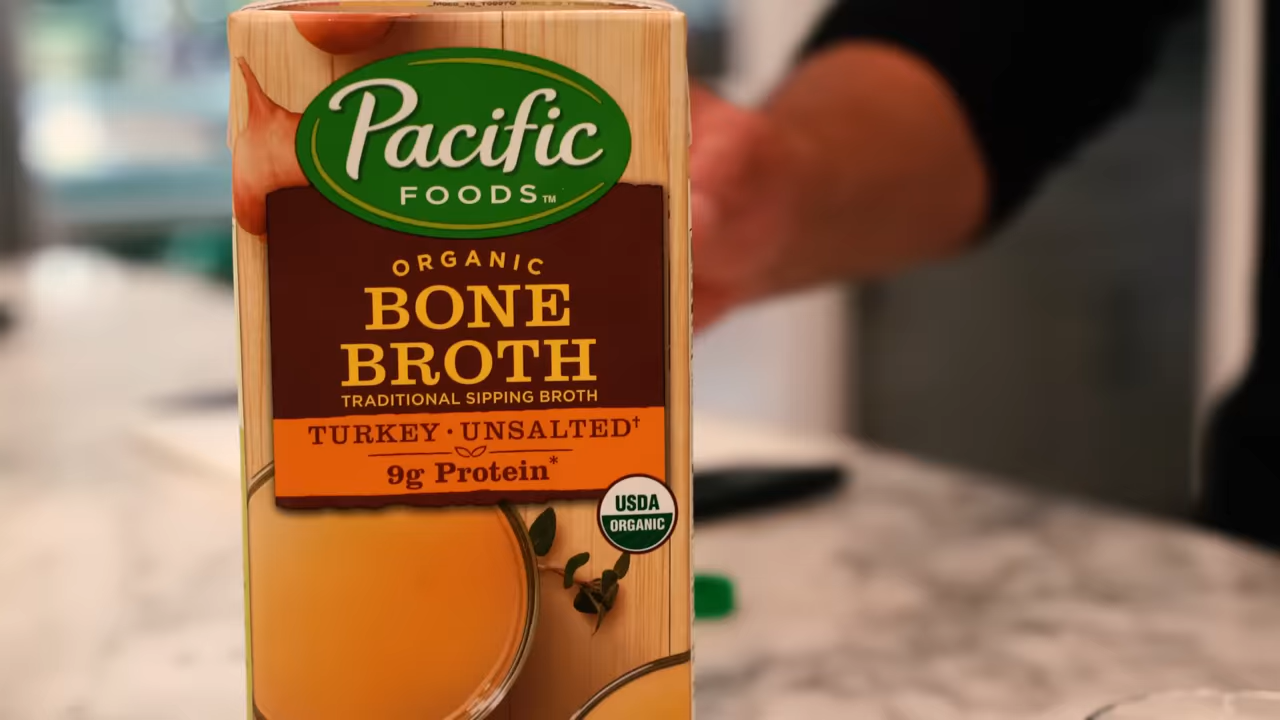 Pacific
FOODS™
ORGANIC
BONE
BROTH
TRADITIONAL SIPPING BROTH
TURKEY · UNSALTED†
9g Protein*
USDA
ORGANIC